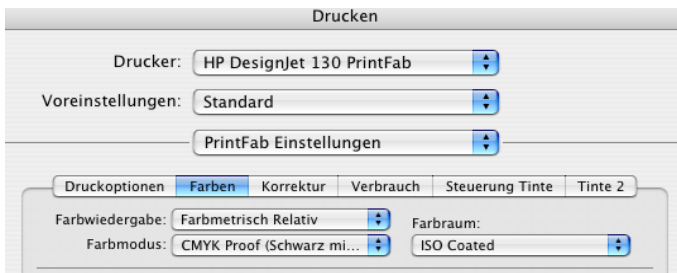 Drucken
Drucker: HP DesignJet 130 PrintFab
Voreinstellungen: Standard
PrintFab Einstellungen
Druckoptionen Farben Korrektur Verbrauch Steuerung Tinte Tinte 2
Farbwiedergabe: Farbmetrisch Relativ Farbraum:
Farbmodus: CMYK Proof (Schwarz mi... ISO Coated